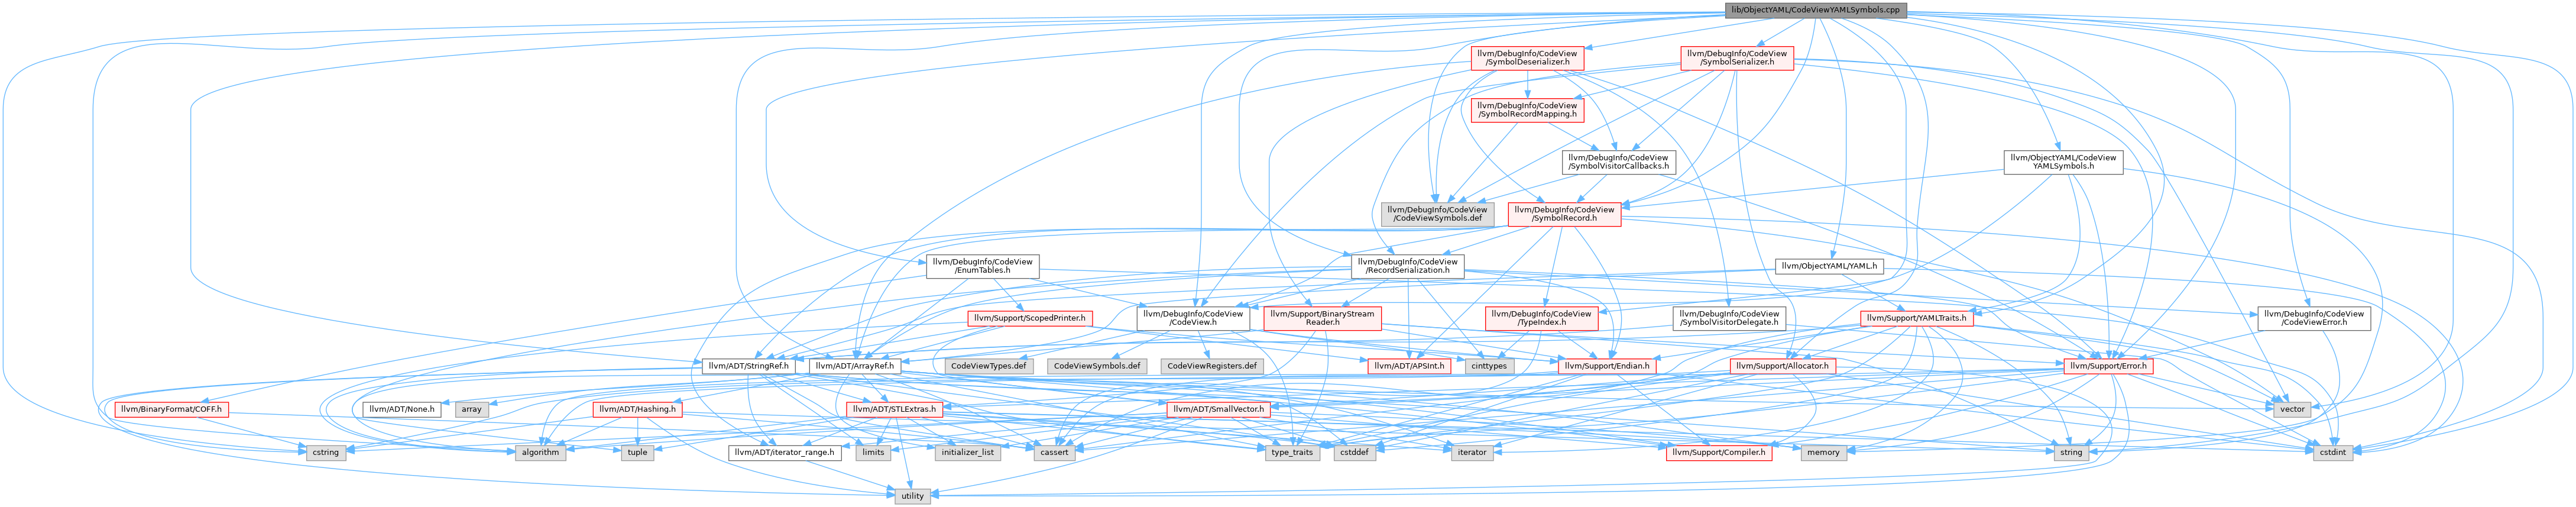 lib/ObjectYAML/CodeViewYAMLSymbols.cpp
llvm/DebugInfo/CodeView
/SymbolDeserializer.h
llvm/DebugInfo/CodeView
/SymbolSerializer.h
llvm/DebugInfo/CodeView
/SymbolRecordMapping.h
llvm/DebugInfo/CodeView
/SymbolVisitorCallbacks.h
llvm/ObjectYAML/CodeView
YAMLSymbols.h
llvm/DebugInfo/CodeView
/CodeViewSymbols.def
llvm/DebugInfo/CodeView
/SymbolRecord.h
llvm/DebugInfo/CodeView
/EnumTables.h
llvm/DebugInfo/CodeView
/RecordSerialization.h
llvm/ObjectYAML/YAML.h
llvm/Support/ScopedPrinter.h
llvm/DebugInfo/CodeView
/CodeView.h
llvm/Support/BinaryStream
Reader.h
llvm/DebugInfo/CodeView
/TypeIndex.h
llvm/DebugInfo/CodeView
/SymbolVisitorDelegate.h
llvm/Support/YAMLTraits.h
llvm/DebugInfo/CodeView
/CodeViewError.h
llvm/ADT/StringRef.h
llvm/ADT/ArrayRef.h
CodeViewTypes.def
CodeViewSymbols.def
CodeViewRegisters.def
llvm/ADT/APSInt.h
cinttypes
llvm/Support/Endian.h
llvm/Support/Allocator.h
llvm/Support/Error.h
llvm/BinaryFormat/COFF.h
llvm/ADT/None.h
array
llvm/ADT/Hashing.h
llvm/ADT/STLExtras.h
llvm/ADT/SmallVector.h
vector
cstring
algorithm
tuple
llvm/ADT/iterator_range.h
limits
initializer_list
cassert
type_traits
cstddef
iterator
llvm/Support/Compiler.h
memory
string
cstdint
utility